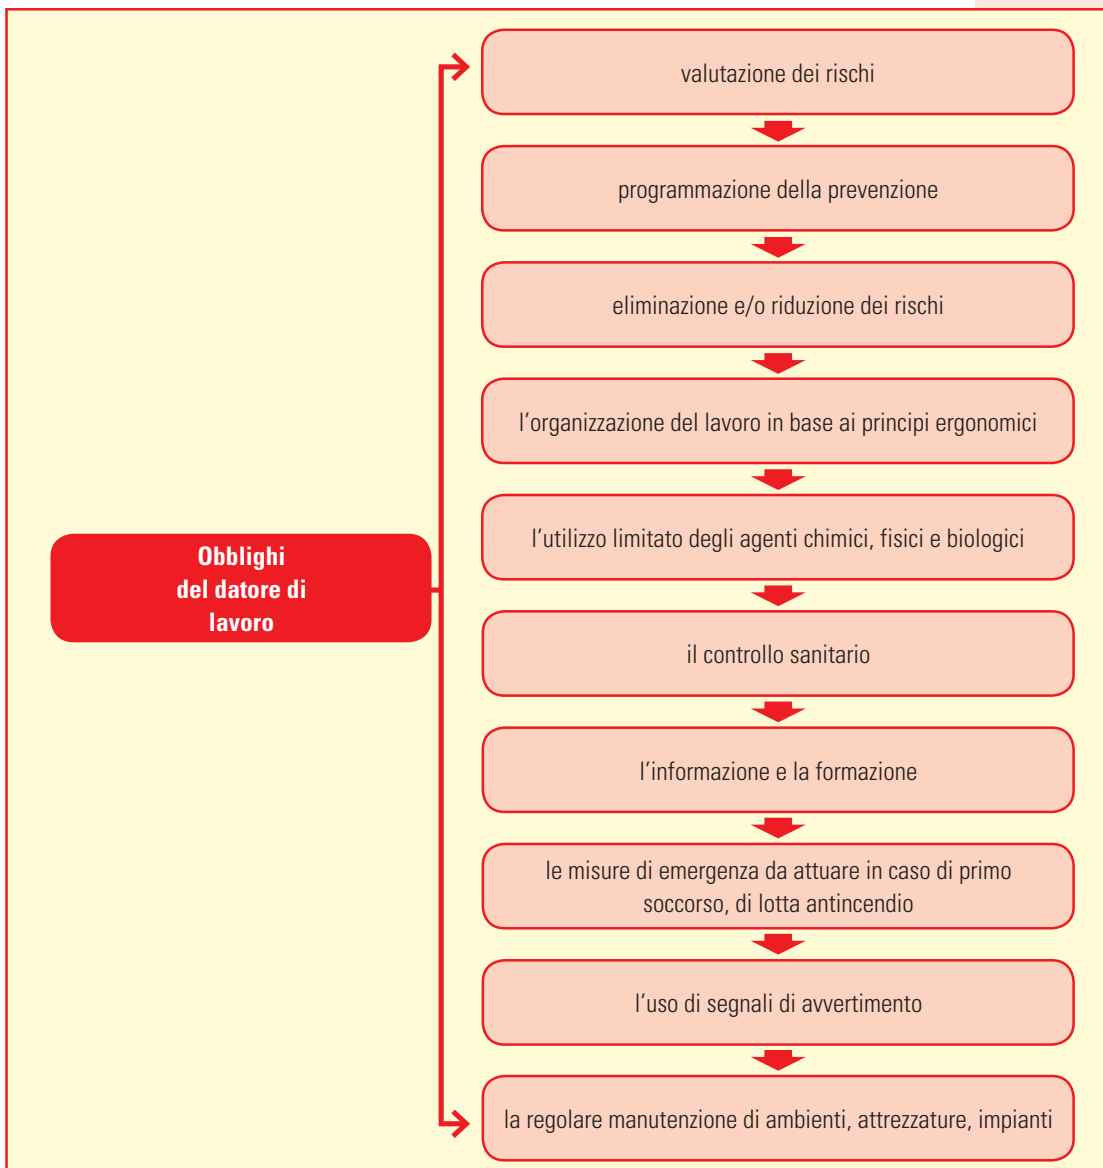 valutazione dei rischi
programmazione della prevenzione
eliminazione e/o riduzione dei rischi
l'organizzazione del lavoro in base ai principi ergonomici
l'utilizzo limitato degli agenti chimici, fisici e biologici
Obblighi
del datore di
lavoro
il controllo sanitario
l'informazione e la formazione
le misure di emergenza da attuare in caso di primo
soccorso, di lotta antincendio
l'uso di segnali di avvertimento
la regolare manutenzione di ambienti, attrezzature, impianti